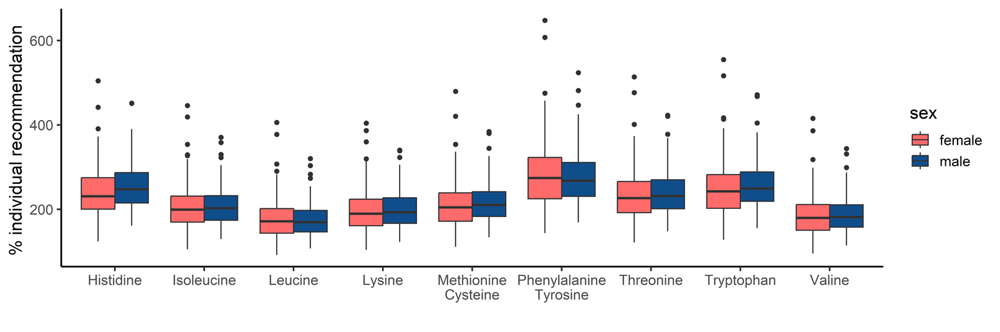 % individual recommendation
600
400
200
Histidine
Isoleucine
Leucine
Lysine
Methionine
Cysteine
Phenylalanine
Tyrosine
Threonine
Tryptophan
Valine
sex
female
male